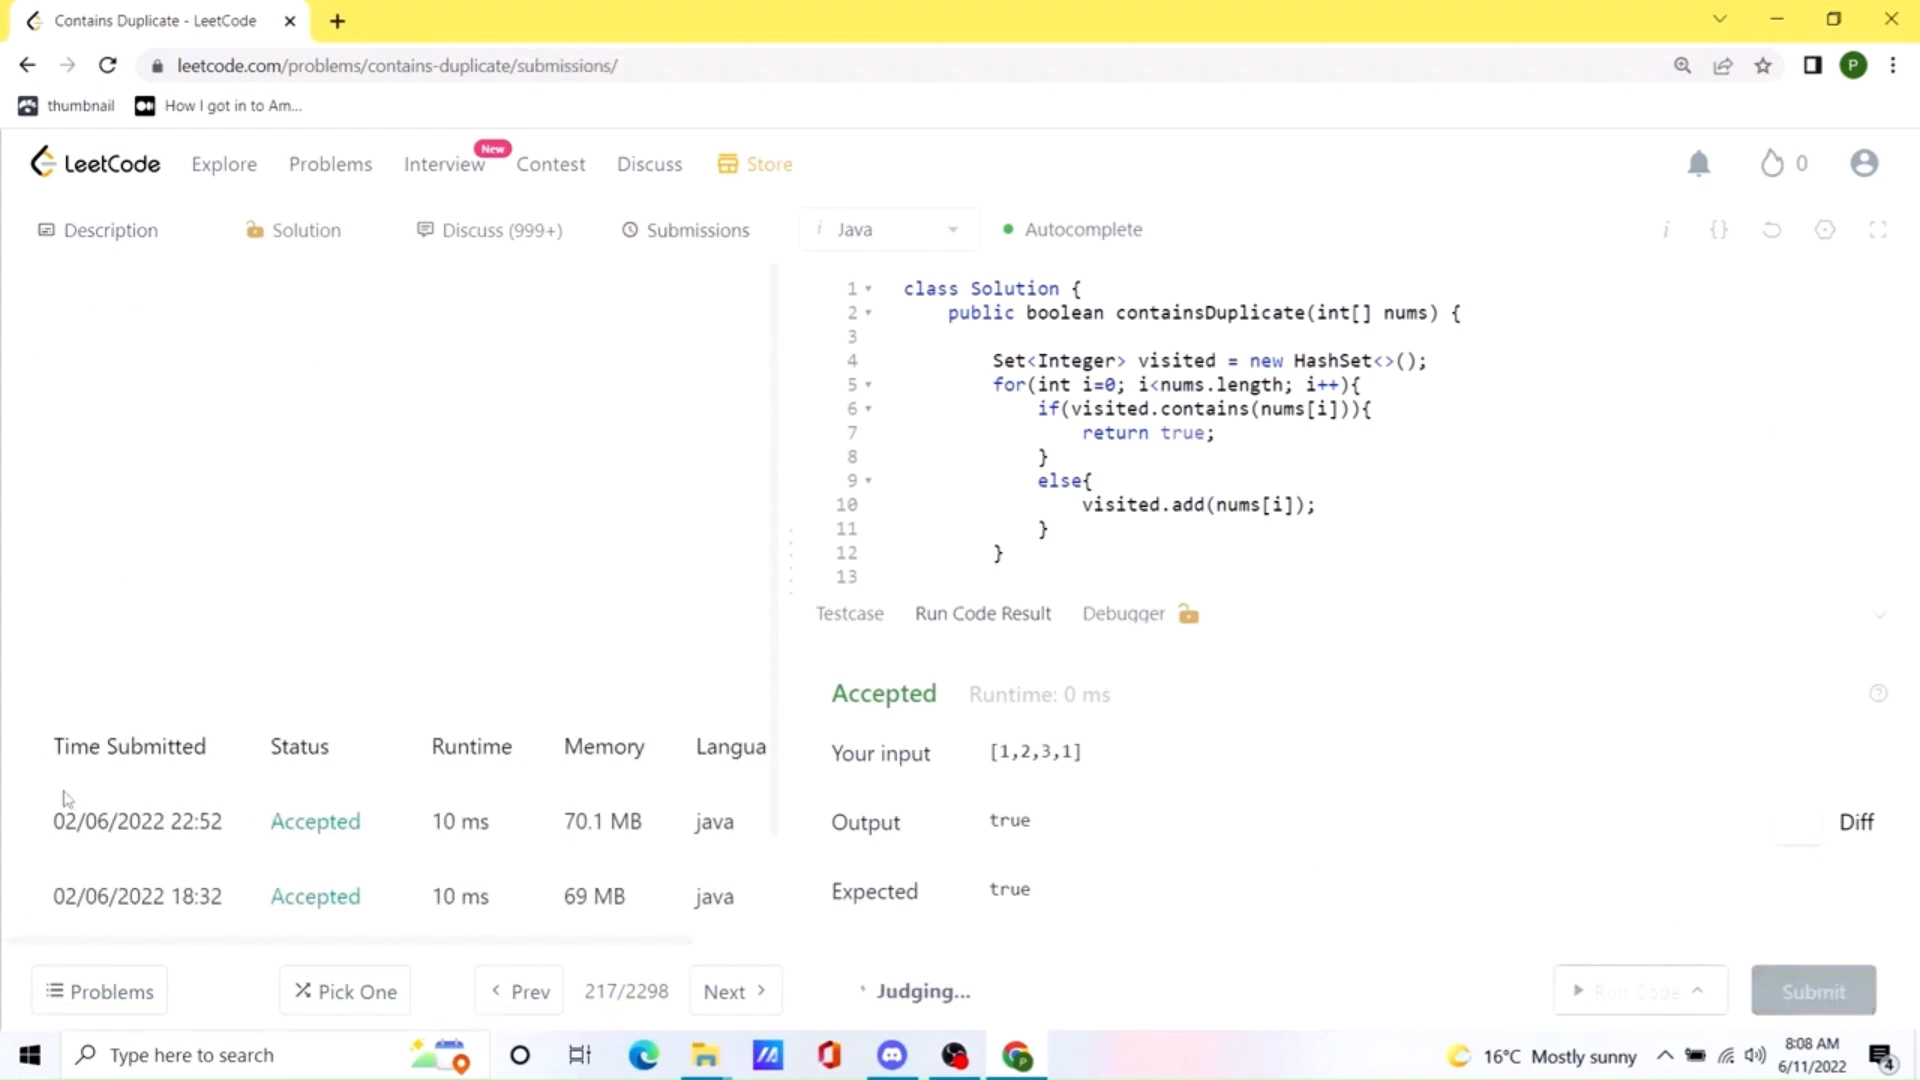 Contains Duplicate - LeetCode
leetcode.com/problems/contains-duplicate/submissions/
P
thumbnail How I got in to Am...
LeetCode Explore Problems Interview New Contest Discuss Store 0
Description Solution Discuss (999+) Submissions i Java Autocomplete i {}
1 class Solution {
2 public boolean containsDuplicate(int[] nums) {
3
4 Set<Integer> visited = new HashSet<>();
5 for(int i=0; i<nums.length; i++){
6 if(visited.contains(nums[i])){
7 return true;
8 }
9 else{
10 visited.add(nums[i]);
11 }
12 }
13
Testcase Run Code Result Debugger
Accepted Runtime: 0 ms
Your input [1,2,3,1]
Output true Diff
Expected true
Time Submitted Status Runtime Memory Langua
02/06/2022 22:52 Accepted 10 ms 70.1 MB java
02/06/2022 18:32 Accepted 10 ms 69 MB java
Problems Pick One Prev 217/2298 Next Judging... Run Code Submit
Type here to search 16°C Mostly sunny 8:08 AM
6/11/2022 4